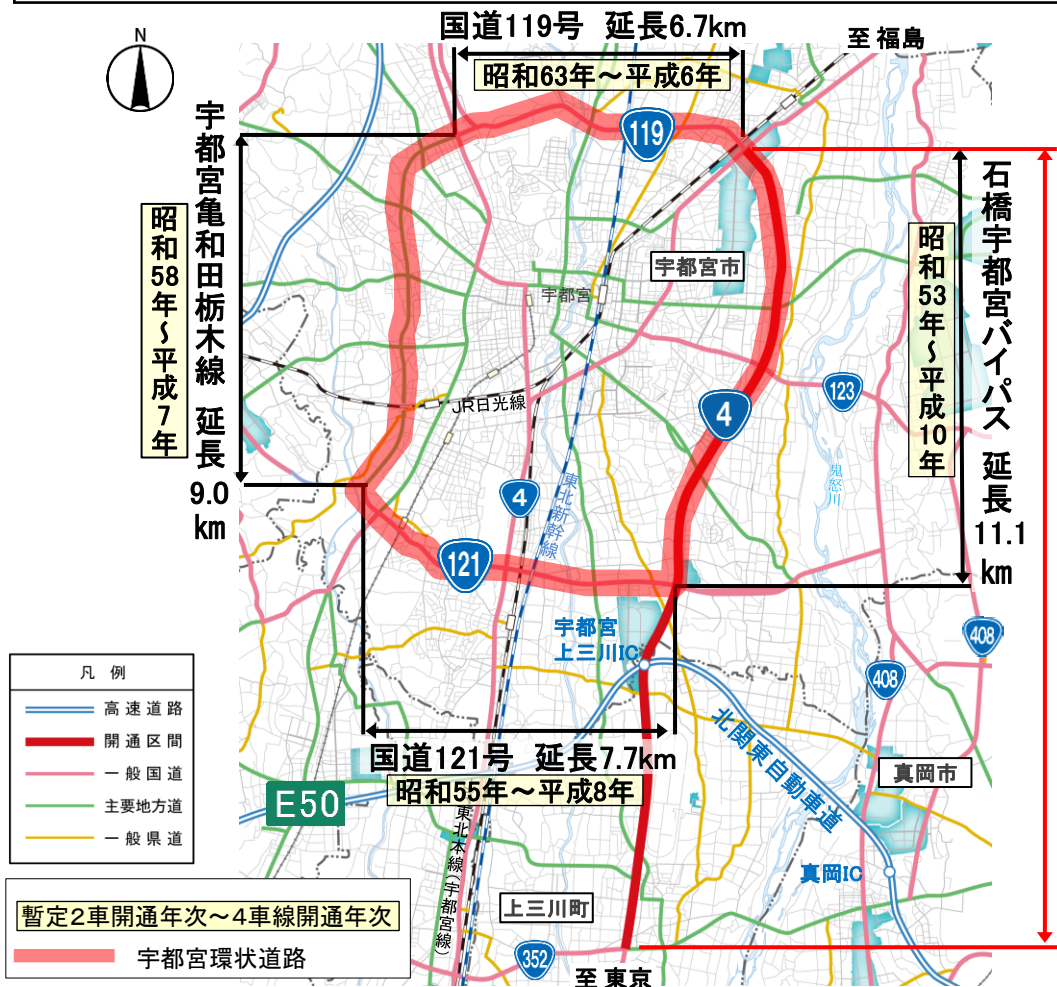 国道119号 延長6.7km
昭和63年～平成6年
至 福島
N
宇都宮亀和田栃木線 延長
9.0
km
昭和58年～平成7年
119
石橋宇都宮バイパス 延長
11.1
km
昭和53年～平成10年
宇都宮市
宇都宮
123
4
JR日光線
鬼怒川
4
東北新幹線
121
宇都宮
上三川IC
408
408
国道121号 延長7.7km
昭和55年～平成8年
北関東自動車道
真岡市
E50
真岡IC
東北本線(宇都宮線)
上三川町
352
至 東京
凡 例
高速道路
開通区間
一般国道
主要地方道
一般県道
暫定2車開通年次～4車線開通年次
宇都宮環状道路